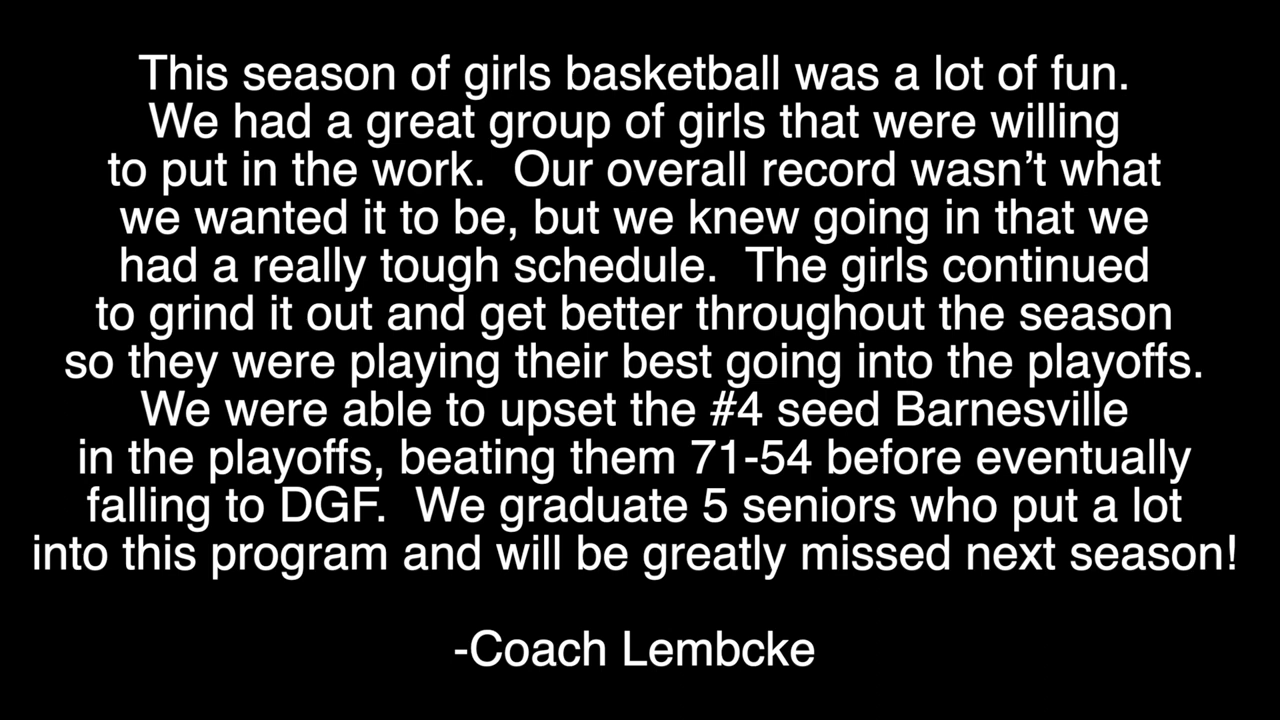 This season of girls basketball was a lot of fun.
We had a great group of girls that were willing
to put in the work.  Our overall record wasn’t what
we wanted it to be, but we knew going in that we
had a really tough schedule.  The girls continued
to grind it out and get better throughout the season
so they were playing their best going into the playoffs.
We were able to upset the #4 seed Barnesville
in the playoffs, beating them 71-54 before eventually
falling to DGF.  We graduate 5 seniors who put a lot
into this program and will be greatly missed next season!
-Coach Lembcke